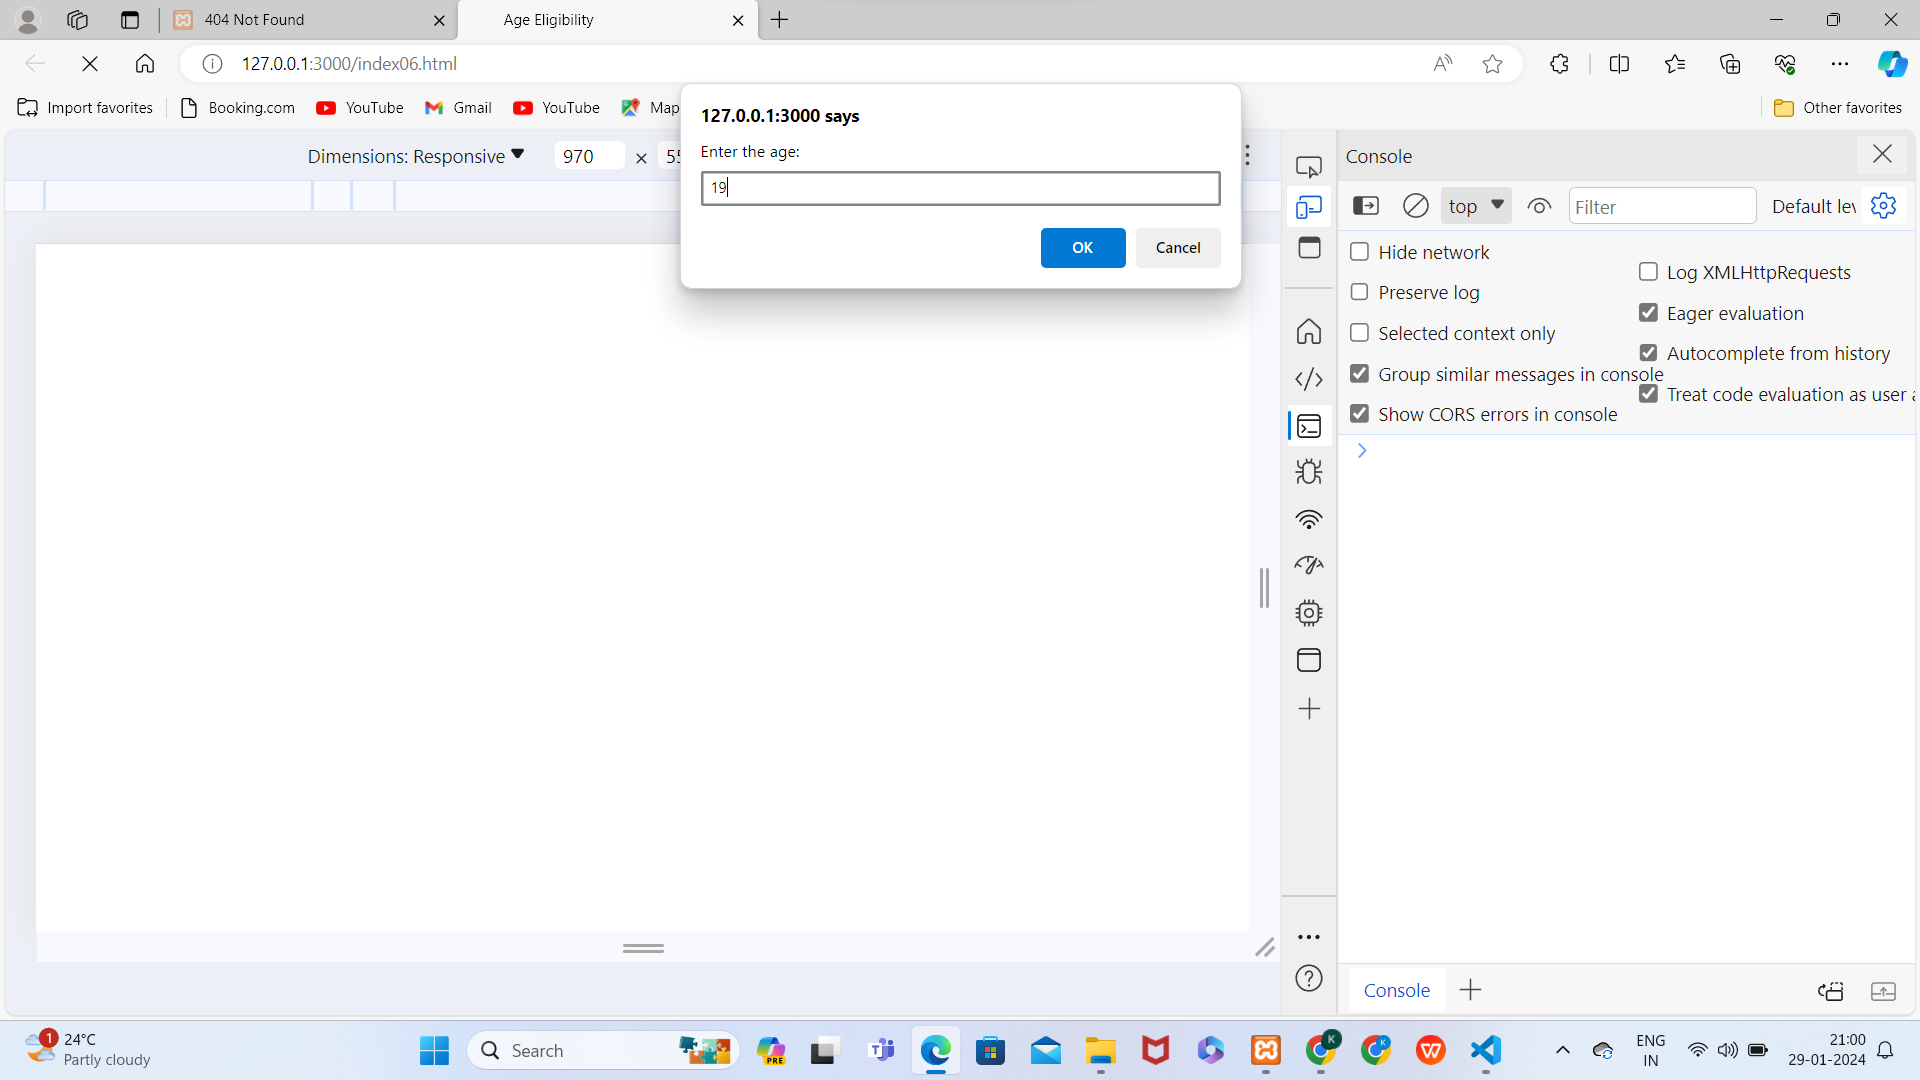 404 Not Found
Age Eligibility
127.0.0.1:3000/index06.html
Import favorites
Booking.com
YouTube
Gmail
YouTube
Map
Other favorites
127.0.0.1:3000 says
Enter the age:
19
OK
Cancel
Dimensions: Responsive
970
×
55
Console
top
Filter
Default lev
Hide network
Log XMLHttpRequests
Preserve log
Eager evaluation
Selected context only
Autocomplete from history
Group similar messages in console
Treat code evaluation as user a
Show CORS errors in console
Console
1
24°C
Partly cloudy
Search
PRE
K
K
ENG
IN
21:00
29-01-2024